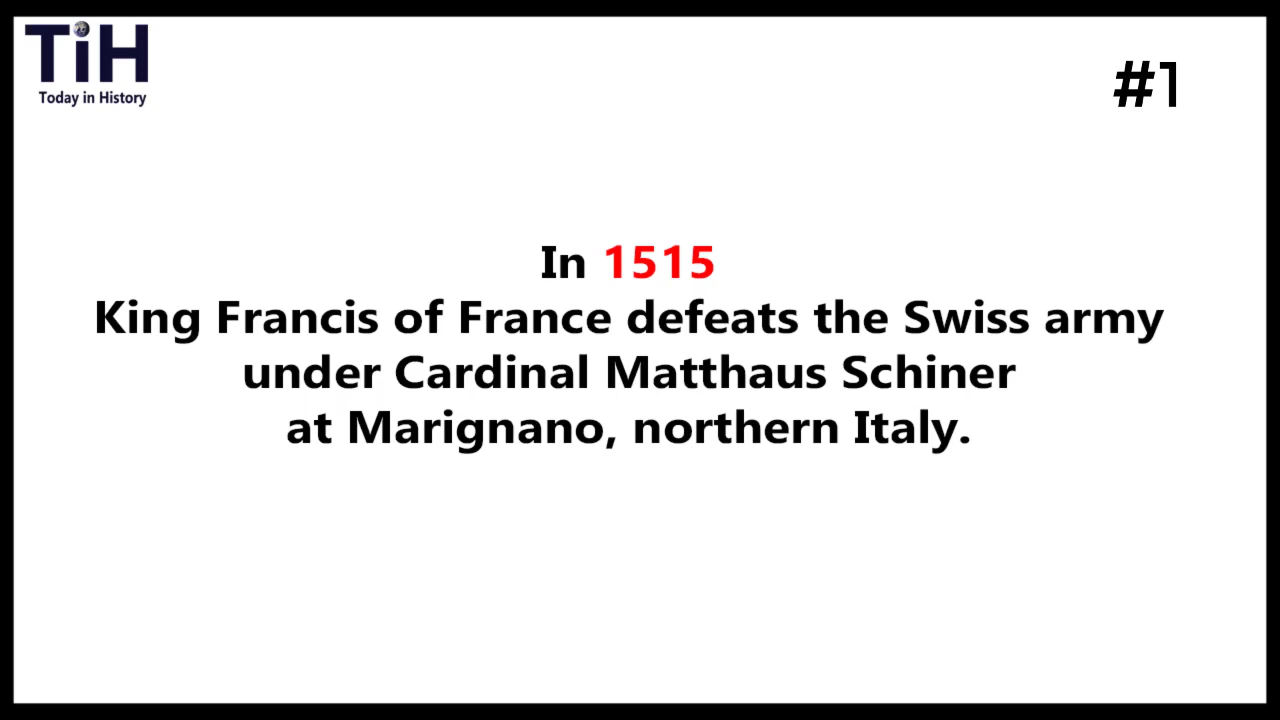 TiH
Today in History
#1
In 1515
King Francis of France defeats the Swiss army
under Cardinal Matthaus Schiner
at Marignano, northern Italy.